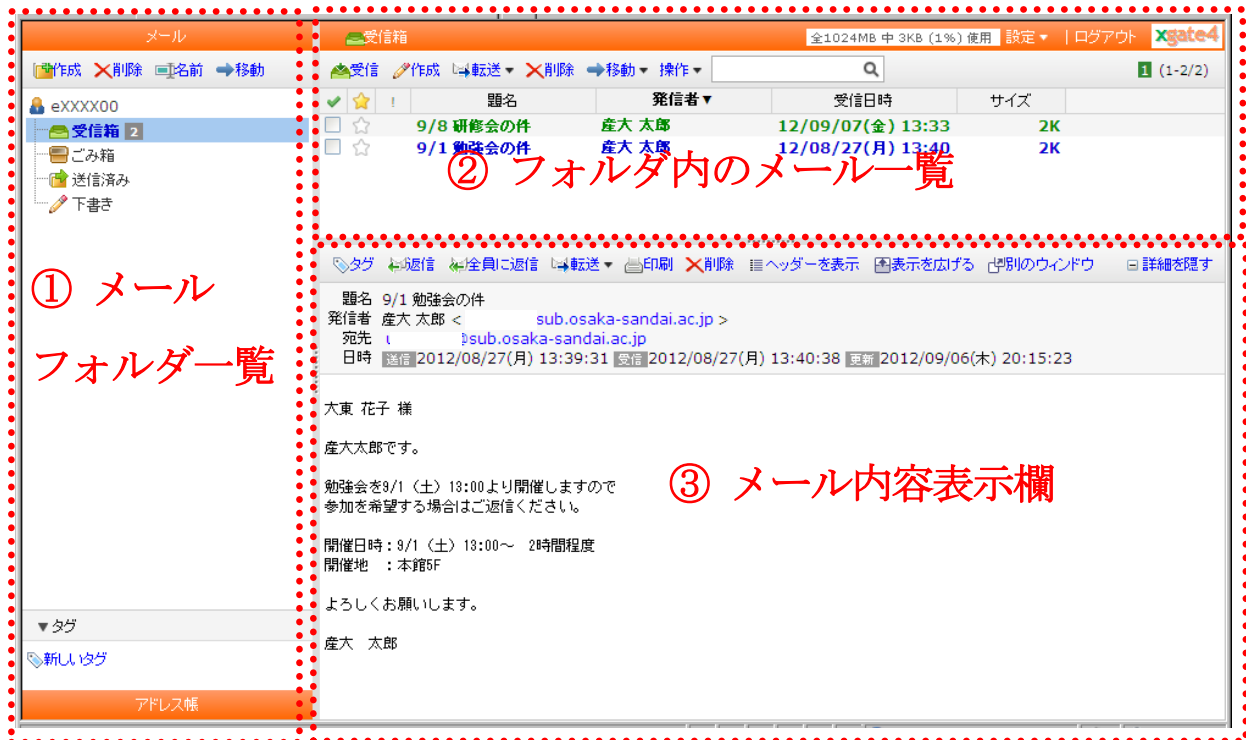 メール
作成 削除 名前 移動
eXXXX00
受信箱 2
ごみ箱
送信済み
下書き
① メール
フォルダ一覧
▼タグ
新しいタグ
アドレス帳
受信箱
全1024MB 中 3KB (1%) 使用 設定▼ | ログアウト xgate4
受信 作成 転送▼ 削除 移動▼ 操作▼ 1 (1-2/2)
! 題名 発信者▼ 受信日時 サイズ
9/8 研修会の件 産大 太郎 12/09/07(金) 13:33 2K
9/1 勉強会の件 産大 太郎 12/08/27(月) 13:40 2K
② フォルダ内のメール一覧
タグ 返信 全員に返信 転送▼ 印刷 削除 ヘッダーを表示 表示を広げる 別のウィンドウ 詳細を隠す
題名 9/1 勉強会の件
発信者 産大 太郎 < sub.osaka-sandai.ac.jp >
宛先 @sub.osaka-sandai.ac.jp
日時 送信 2012/08/27(月) 13:39:31 受信 2012/08/27(月) 13:40:38 更新 2012/09/06(木) 20:15:23
大東 花子 様
産大太郎です。
勉強会を9/1（土）13:00より開催しますので
参加を希望する場合はご返信ください。
開催日時：9/1（土）13:00～ 2時間程度
開催地 ：本館5F
よろしくお願いします。
産大 太郎
③ メール内容表示欄